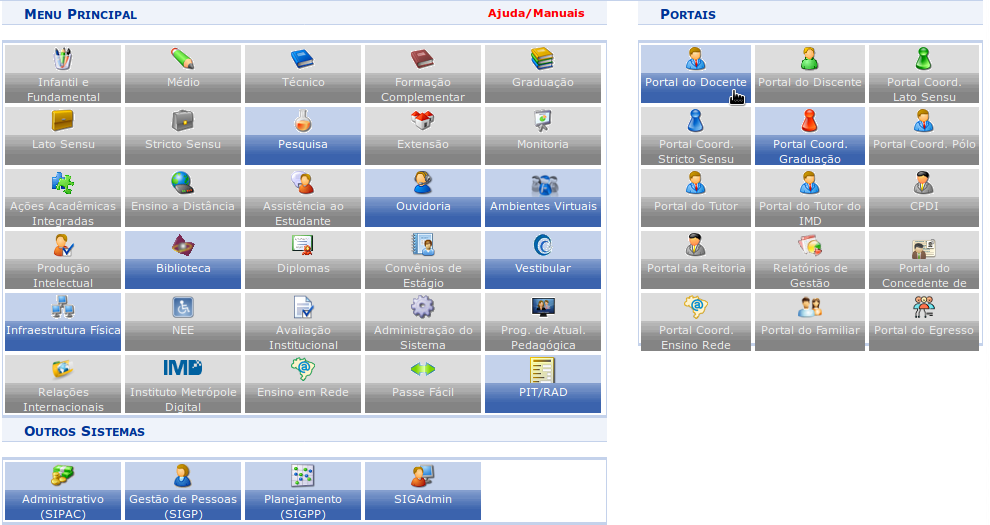 MENU PRINCIPAL
Ajuda/Manuais
Infantil e
Fundamental
Médio
Técnico
Formação
Complementar
Graduação
Lato Sensu
Stricto Sensu
Pesquisa
Extensão
Monitoria
Ações Acadêmicas
Integradas
Ensino a Distância
Assistência ao
Estudante
Ouvidoria
Ambientes Virtuais
Produção
Intelectual
Biblioteca
Diplomas
Convênios de
Estágio
Vestibular
Infraestrutura Física
NEE
Avaliação
Institucional
Administração do
Sistema
Prog. de Atual.
Pedagógica
Relações
Internacionais
IMD
Instituto Metrópole
Digital
Ensino em Rede
Passe Fácil
PIT/RAD
OUTROS SISTEMAS
Administrativo
(SIPAC)
Gestão de Pessoas
(SIGP)
Planejamento
(SIGPP)
SIGAdmin
PORTAIS
Portal do Docente
Portal do Discente
Portal Coord.
Lato Sensu
Portal Coord.
Stricto Sensu
Portal Coord.
Graduação
Portal Coord. Pólo
Portal do Tutor
Portal do Tutor do
IMD
CPDI
Portal da Reitoria
Relatórios de
Gestão
Portal do
Concedente de
Portal Coord.
Ensino Rede
Portal do Familiar
Portal do Egresso